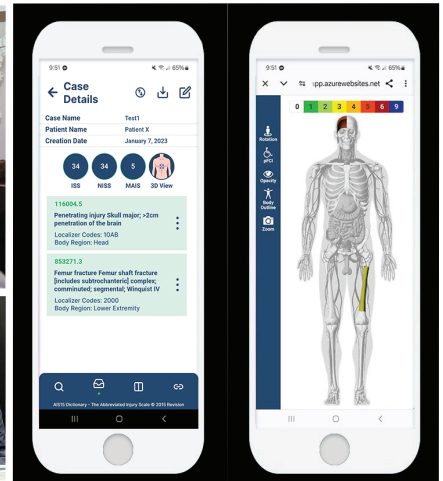 9:51
65%
Case
Details
Case Name Test1
Patient Name Patient X
Creation Date January 7, 2023
34 34 5
ISS NISS MAIS 3D View
116004.5
Penetrating injury Skull major; >2cm
penetration of the brain
Localizer Codes: 10AB
Body Region: Head
853271.3
Femur fracture Femur shaft fracture
[includes subtrochanteric] complex;
comminuted; segmental; Winquist IV
Localizer Codes: 2000
Body Region: Lower Extremity
AIS15 Dictionary - The Abbreviated Injury Scale © 2015 Revision
9:51
65%
app.azurewebsites.net
0 1 2 3 4 5 6 9
Rotation
pPCI
Opacity
Body
Outline
Zoom